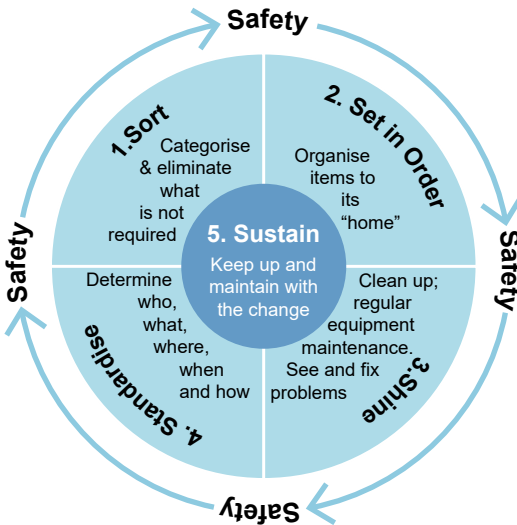 Safety
1.Sort
Categorise
& eliminate
what
is not
required
2. Set in Order
Organise
items to
its
“home”
Safety
Safety
5. Sustain
Keep up and
maintain with
the change
Clean up;
regular
equipment
maintenance.
See and fix
problems
3.Shine
Determine
who,
what,
where,
when
and how
4. Standardise
Safety